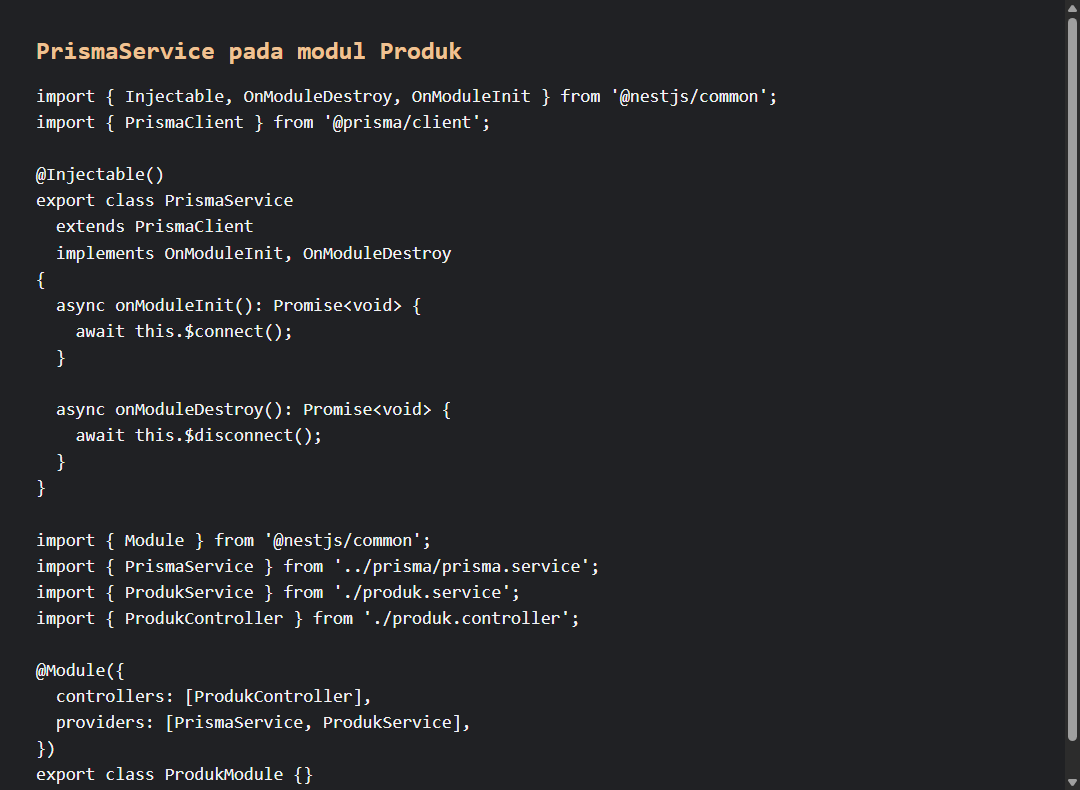 PrismaService pada modul Produk
import { Injectable, OnModuleDestroy, OnModuleInit } from '@nestjs/common';
import { PrismaClient } from '@prisma/client';

@Injectable()
export class PrismaService
  extends PrismaClient
  implements OnModuleInit, OnModuleDestroy
{
  async onModuleInit(): Promise<void> {
    await this.$connect();
  }

  async onModuleDestroy(): Promise<void> {
    await this.$disconnect();
  }
}

import { Module } from '@nestjs/common';
import { PrismaService } from '../prisma/prisma.service';
import { ProdukService } from './produk.service';
import { ProdukController } from './produk.controller';

@Module({
  controllers: [ProdukController],
  providers: [PrismaService, ProdukService],
})
export class ProdukModule {}